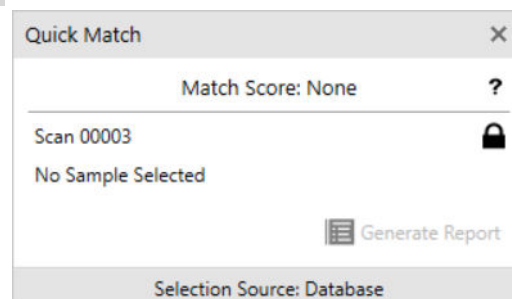 Quick Match
Match Score: None ?
Scan 00003
No Sample Selected
Generate Report
Selection Source: Database